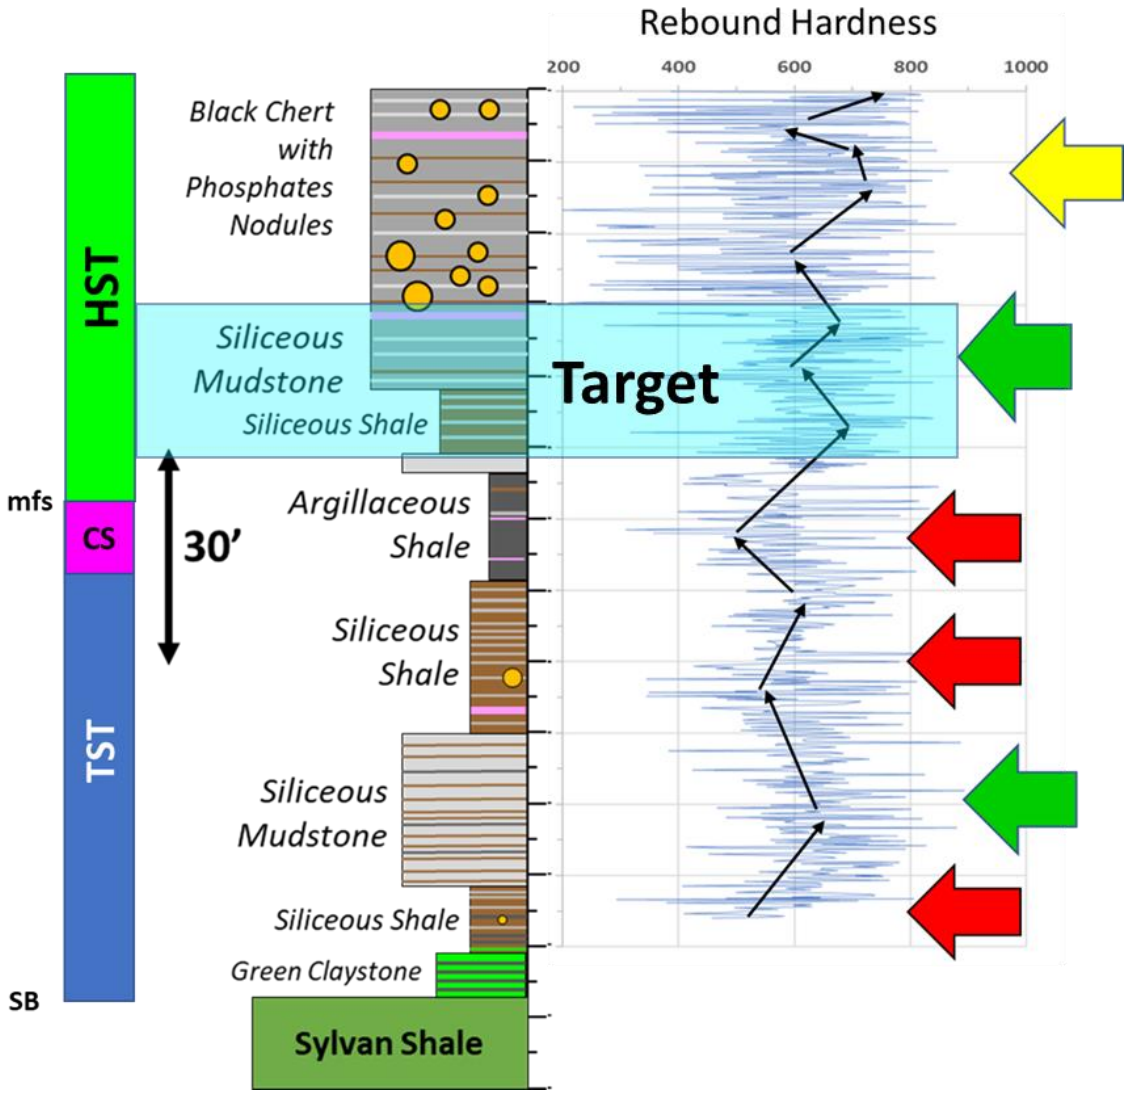 Rebound Hardness
200 400 600 800 1000
Black Chert
with
Phosphates
Nodules
HST
Siliceous
Mudstone
Target
Siliceous Shale
mfs
Argillaceous
Shale
CS
30’
Siliceous
Shale
TST
Siliceous
Mudstone
Siliceous Shale
Green Claystone
SB
Sylvan Shale